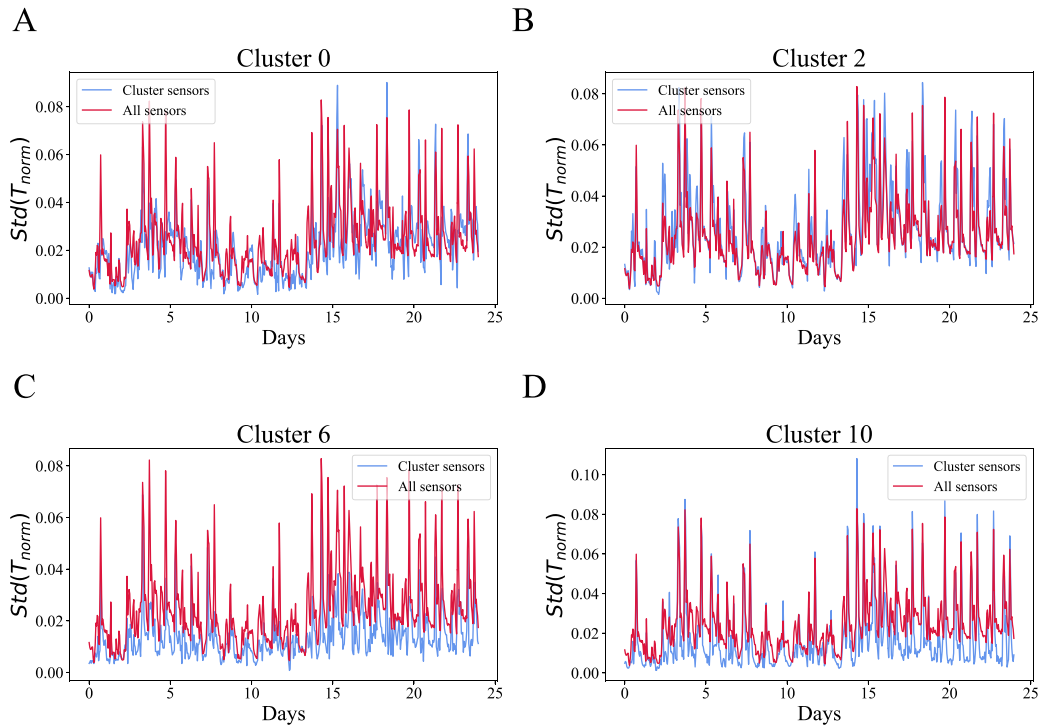 A
B
Cluster 0
Cluster 2
Cluster sensors
All sensors
Cluster sensors
All sensors
Std(T_norm)
0.08
0.06
0.04
0.02
0.00
Std(T_norm)
0.08
0.06
0.04
0.02
0.00
0 5 10 15 20 25
0 5 10 15 20 25
Days
Days
C
D
Cluster 6
Cluster 10
Cluster sensors
All sensors
Cluster sensors
All sensors
Std(T_norm)
0.08
0.06
0.04
0.02
0.00
Std(T_norm)
0.10
0.08
0.06
0.04
0.02
0.00
0 5 10 15 20 25
0 5 10 15 20 25
Days
Days